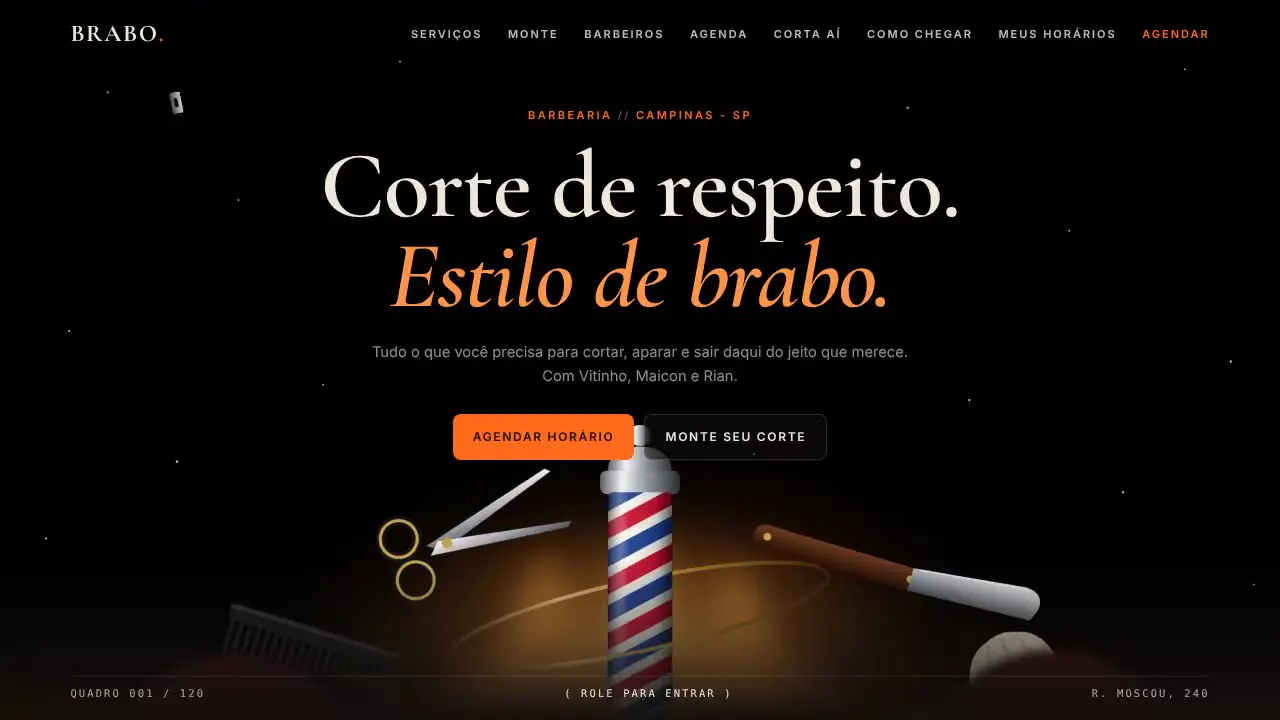 BRABO.
SERVIÇOS MONTE BARBEIROS AGENDA CORTA AÍ COMO CHEGAR MEUS HORÁRIOS AGENDAR
BARBEARIA // CAMPINAS - SP
Corte de respeito.
Estilo de brabo.
Tudo o que você precisa para cortar, aparar e sair daqui do jeito que merece.
Com Vitinho, Maicon e Rian.
AGENDAR HORÁRIO
MONTE SEU CORTE
QUADRO 001 / 120
( ROLE PARA ENTRAR )
R. MOSCOU, 240